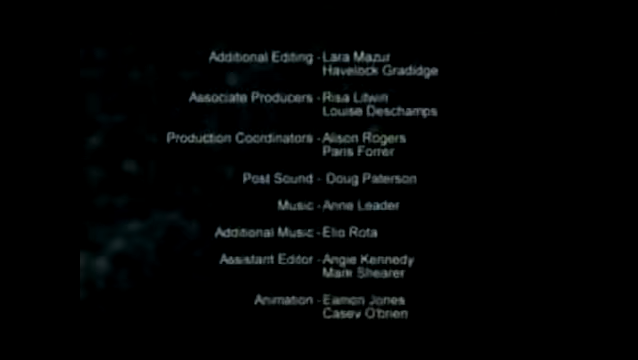 Additional Editing - Lara Mazur
Havelock Gradidge
Associate Producers - Risa Litwin
Louise Deschamps
Production Coordinators - Alison Rogers
Paris Forrer
Post Sound - Doug Paterson
Music - Anne Leader
Additional Music - Elio Rota
Assistant Editor - Angie Kennedy
Mark Shearer
Animation - Eamon Jones
Casey O'brien